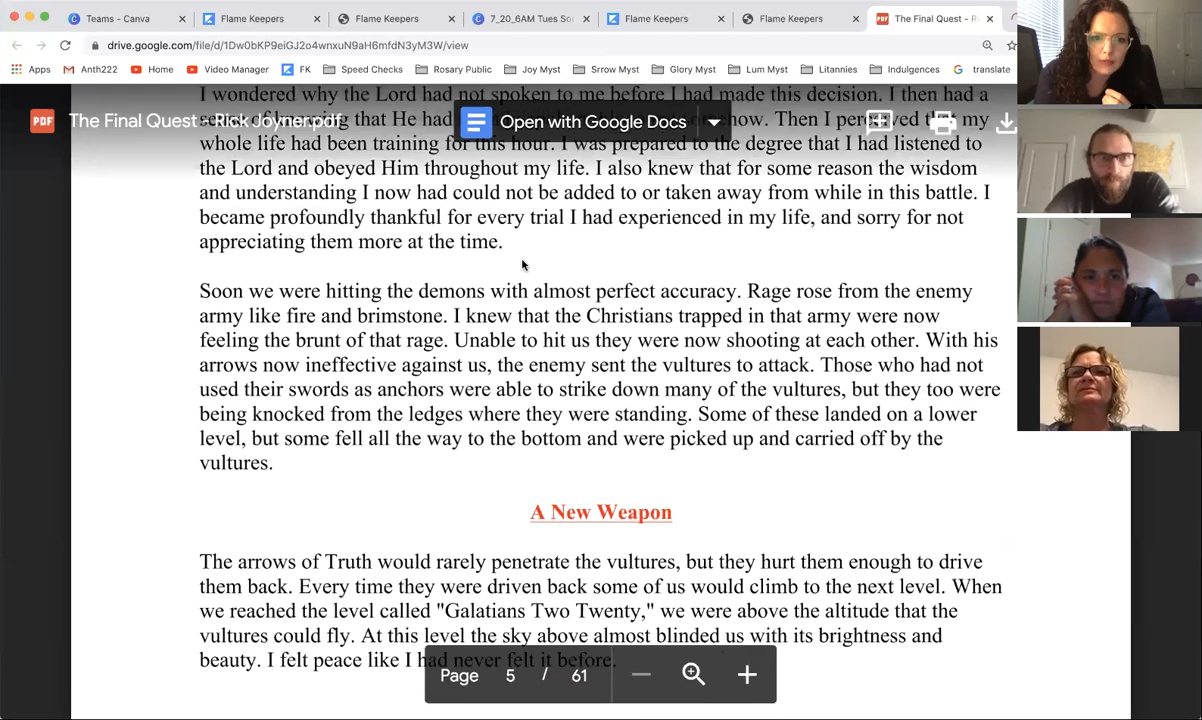 Teams - Canva
Flame Keepers
Flame Keepers
7_20_6AM Tues So
Flame Keepers
Flame Keepers
The Final Quest - R
drive.google.com/file/d/1Dw0bKP9eiGJ2o4wnxuN9aH6mfdN3yM3W/view
Apps Anth222 Home Video Manager FK Speed Checks Rosary Public Joy Myst Srrow Myst Glory Myst Lum Myst Litannies Indulgences translate
I wondered why the Lord had not spoken to me before I had made this decision. I then had a
PDF The Final Quest - Rick Joyner.pdf
Open with Google Docs
that He had how. Then I perceived that my
whole life had been training for this hour. I was prepared to the degree that I had listened to
the Lord and obeyed Him throughout my life. I also knew that for some reason the wisdom
and understanding I now had could not be added to or taken away from while in this battle. I
became profoundly thankful for every trial I had experienced in my life, and sorry for not
appreciating them more at the time.
Soon we were hitting the demons with almost perfect accuracy. Rage rose from the enemy
army like fire and brimstone. I knew that the Christians trapped in that army were now
feeling the brunt of that rage. Unable to hit us they were now shooting at each other. With his
arrows now ineffective against us, the enemy sent the vultures to attack. Those who had not
used their swords as anchors were able to strike down many of the vultures, but they too were
being knocked from the ledges where they were standing. Some of these landed on a lower
level, but some fell all the way to the bottom and were picked up and carried off by the
vultures.
A New Weapon
The arrows of Truth would rarely penetrate the vultures, but they hurt them enough to drive
them back. Every time they were driven back some of us would climb to the next level. When
we reached the level called "Galatians Two Twenty," we were above the altitude that the
vultures could fly. At this level the sky above almost blinded us with its brightness and
beauty. I felt peace like I had never felt it before.
Page 5 / 61